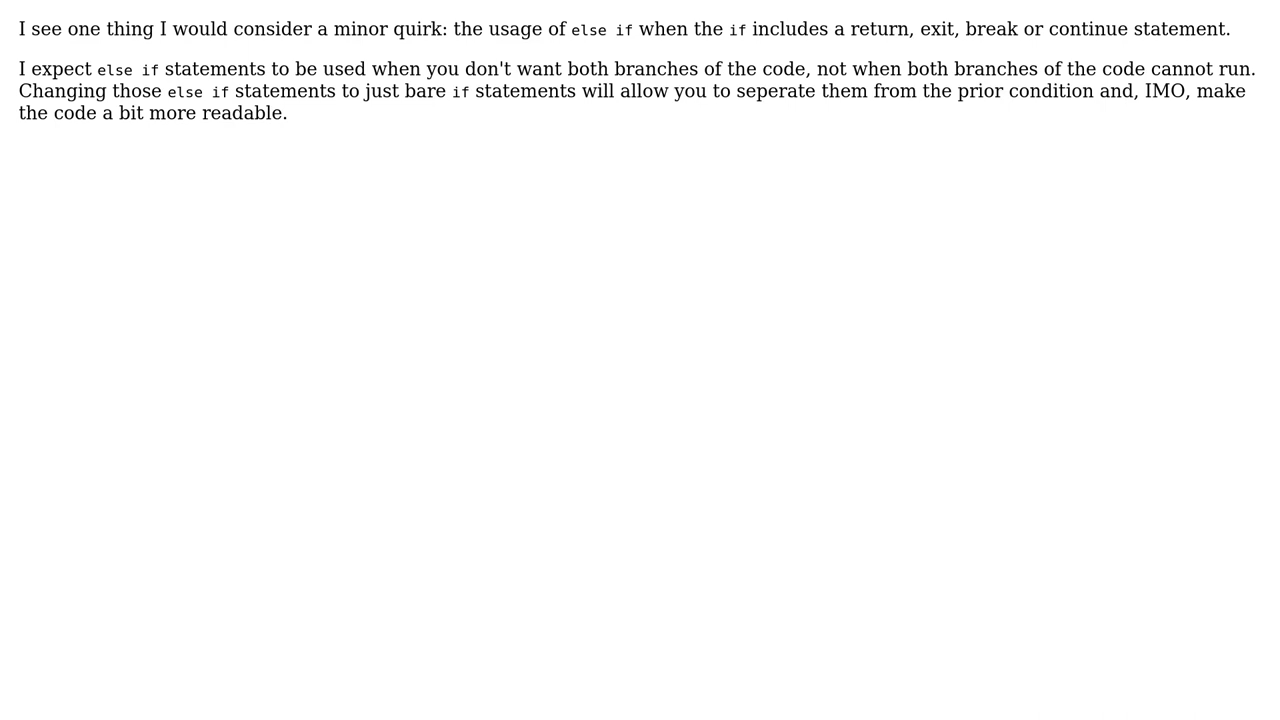 I see one thing I would consider a minor quirk: the usage of else if when the if includes a return, exit, break or continue statement.
I expect else if statements to be used when you don't want both branches of the code, not when both branches of the code cannot run.
Changing those else if statements to just bare if statements will allow you to seperate them from the prior condition and, IMO, make
the code a bit more readable.